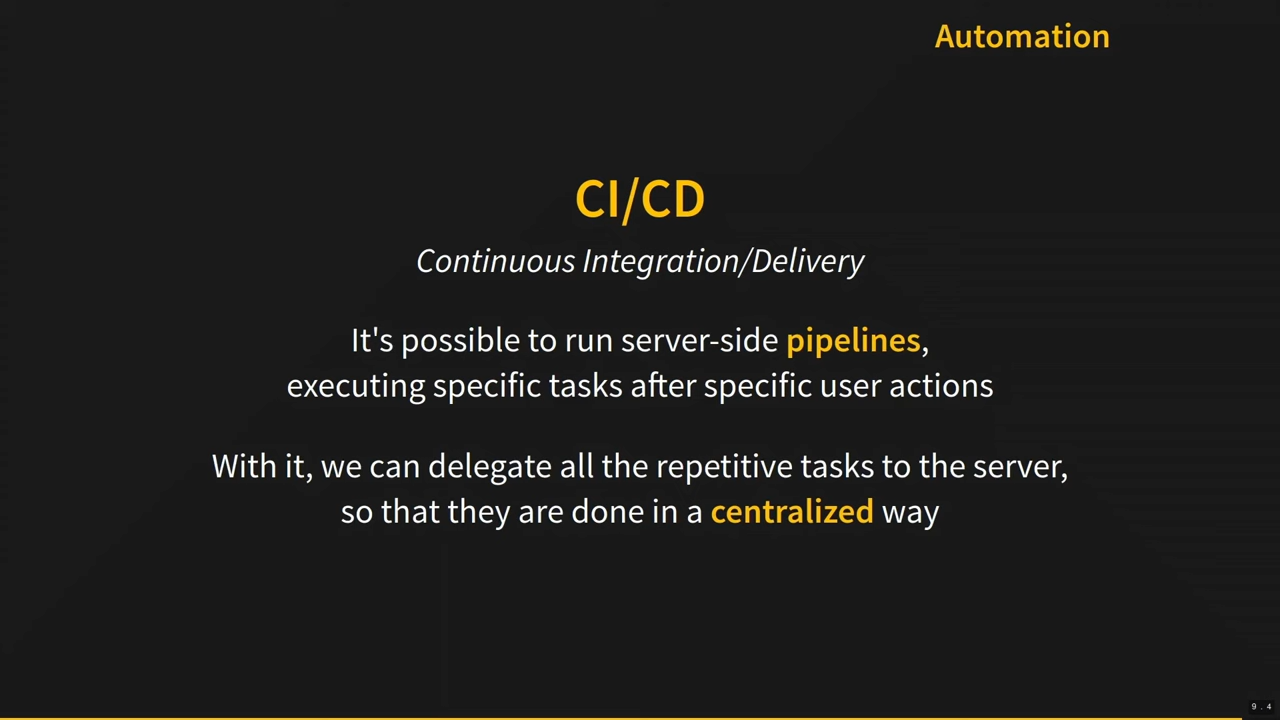 Automation
CI/CD
Continuous Integration/Delivery
It's possible to run server-side pipelines,
executing specific tasks after specific user actions
With it, we can delegate all the repetitive tasks to the server,
so that they are done in a centralized way
9.4